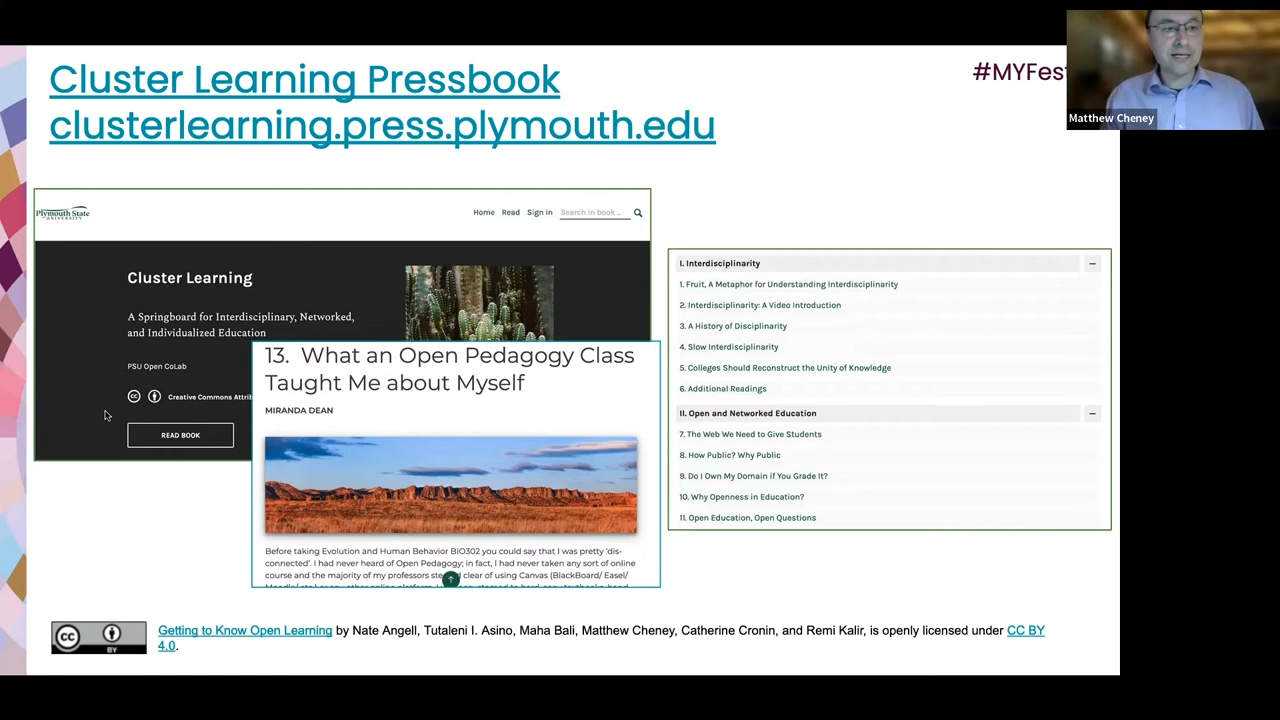 Cluster Learning Pressbook
clusterlearning.press.plymouth.edu
#MYFest
Matthew Cheney
Plymouth State
UNIVERSITY
Home Read Sign in Search in book ...
Cluster Learning
A Springboard for Interdisciplinary, Networked,
and Individualized Education
PSU Open CoLab
Creative Commons Attri
READ BOOK
13. What an Open Pedagogy Class
Taught Me about Myself
MIRANDA DEAN
Before taking Evolution and Human Behavior BIO302 you could say that I was pretty 'dis-
connected'. I had never heard of Open Pedagogy; in fact, I had never taken any sort of online
course and the majority of my professors clear of using Canvas (BlackBoard/ Easel/
I. Interdisciplinarity
1. Fruit, A Metaphor for Understanding Interdisciplinarity
2. Interdisciplinarity: A Video Introduction
3. A History of Disciplinarity
4. Slow Interdisciplinarity
5. Colleges Should Reconstruct the Unity of Knowledge
6. Additional Readings
II. Open and Networked Education
7. The Web We Need to Give Students
8. How Public? Why Public
9. Do I Own My Domain if You Grade It?
10. Why Openness in Education?
11. Open Education, Open Questions
CC BY
Getting to Know Open Learning by Nate Angell, Tutaleni I. Asino, Maha Bali, Matthew Cheney, Catherine Cronin, and Remi Kalir, is openly licensed under CC BY
4.0.